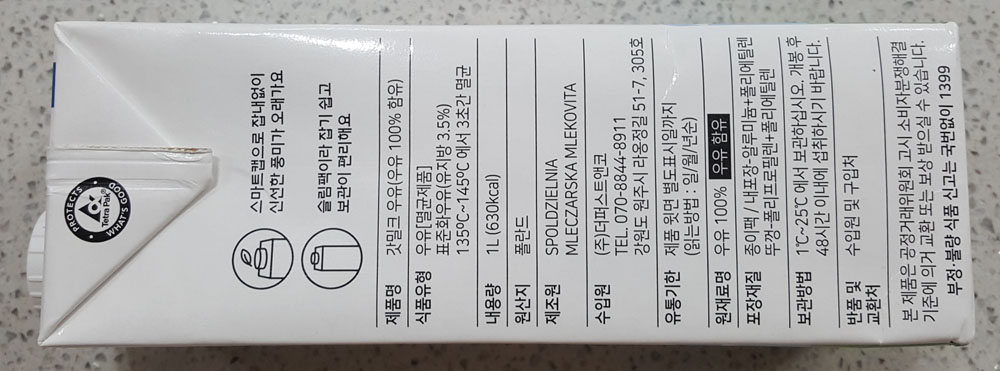 PROTECTS WHAT'S GOOD
Tetra Pak
스마트캡으로 잡내없이
신선한 풍미가 오래가요
슬림팩이라 잡기 쉽고
보관이 편리해요
제품명 갓밀크 우유(우유 100% 함유)
식품유형 우유[멸균제품]
표준화우유(유지방 3.5%)
135℃~145℃에서 3초간 멸균
내용량 1L (630kcal)
원산지 폴란드
제조원 SPOLDZIELNIA
MLECZARSKA MLEKOVITA
수입원 (주)더퍼스트앤코
TEL. 070-8844-8911
강원도 원주시 라옹정길 51-7, 305호
유통기한 제품 윗면 별도표시일까지
(읽는방법 : 일/월/년순)
원재료명 우유 100% 우유 함유
포장재질 종이팩 / 내포장-알루미늄+폴리에틸렌
뚜껑-폴리프로필렌+폴리에틸렌
보관방법 1℃~25℃에서 보관하십시오. 개봉 후
48시간 이내에 섭취하시기 바랍니다.
반품 및
교환처 수입원 및 구입처
본 제품은 공정거래위원회 고시 소비자분쟁해결
기준에 의거 교환 또는 보상 받으실 수 있습니다.
부정·불량 식품 신고는 국번없이 1399